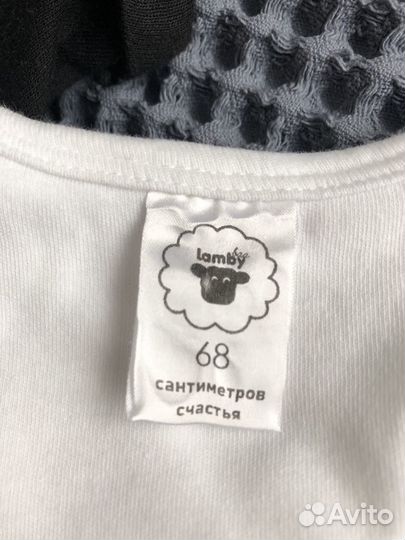 lamby
68
сантиметров
счастья
Avito